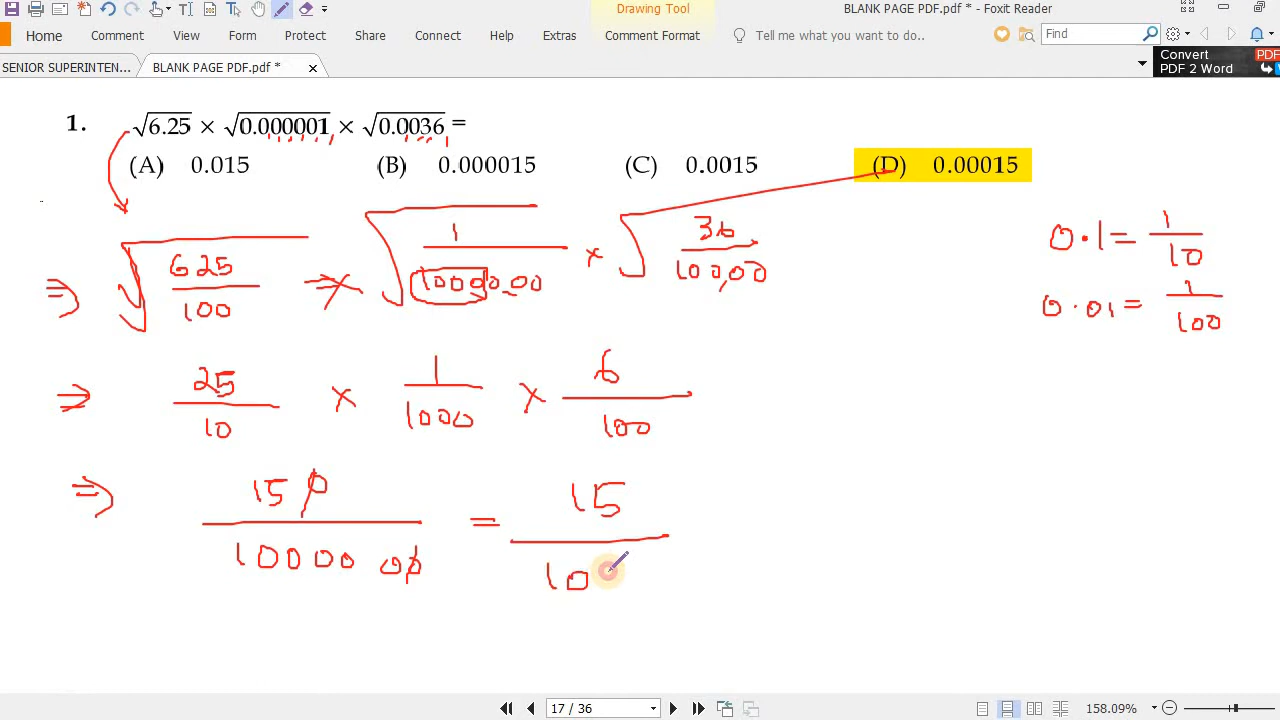 Drawing Tool
BLANK PAGE PDF.pdf * - Foxit Reader
Home Comment View Form Protect Share Connect Help Extras Comment Format Tell me what you want to do... Find
SENIOR SUPERINTEN... BLANK PAGE PDF.pdf * x
Convert
PDF 2 Word
PDF
1. √6.25 × √0.000001 × √0.0036 =
(A) 0.015 (B) 0.000015 (C) 0.0015 (D) 0.00015
⇒ √625/100 × √1/1000000 × √36/10000
0.1 = 1/10
0.01 = 1/100
⇒ 25/10 × 1/1000 × 6/100
⇒ 150/1000000 = 15/10
17 / 36
158.09%